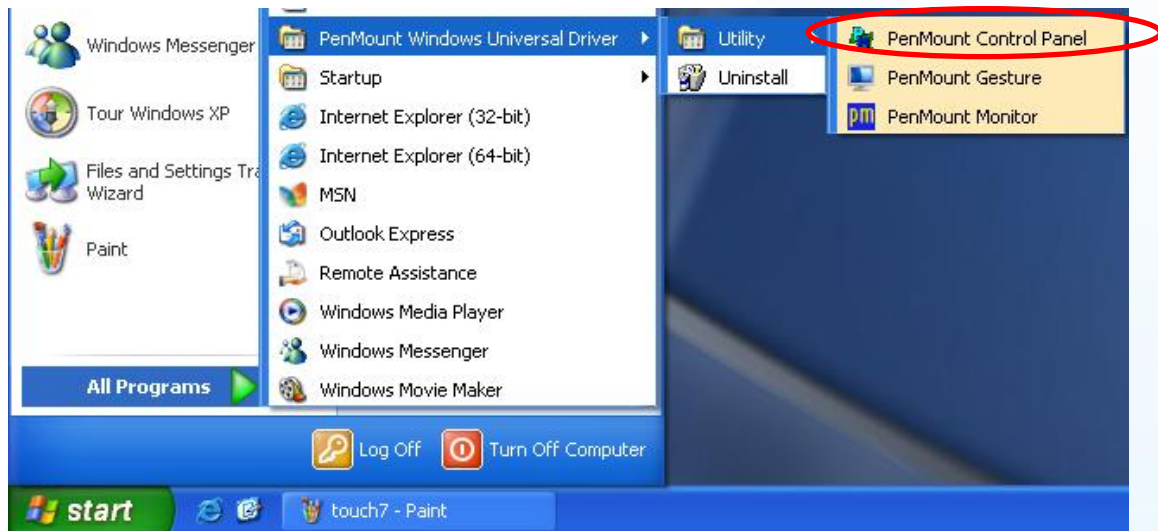 Windows Messenger
Tour Windows XP
Files and Settings Tra
Wizard
Paint
All Programs
PenMount Windows Universal Driver
Startup
Internet Explorer (32-bit)
Internet Explorer (64-bit)
MSN
Outlook Express
Remote Assistance
Windows Media Player
Windows Messenger
Windows Movie Maker
Utility
Uninstall
PenMount Control Panel
PenMount Gesture
pm PenMount Monitor
Log Off Turn Off Computer
start touch7 - Paint